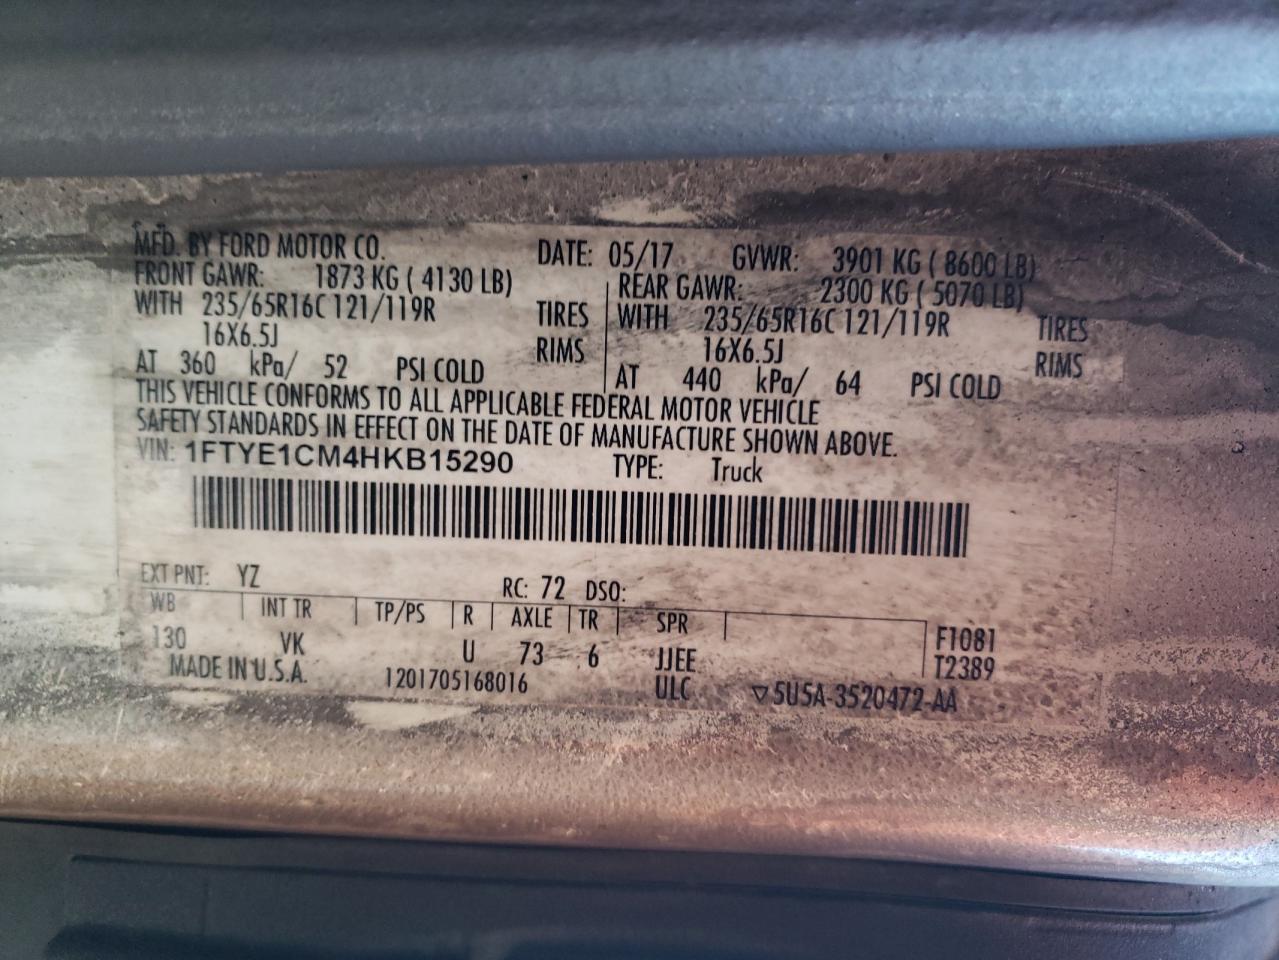 MFD. BY FORD MOTOR CO. DATE: 05/17 GVWR: 3901 KG ( 8600 LB)
FRONT GAWR: 1873 KG ( 4130 LB) REAR GAWR: 2300 KG ( 5070 LB)
WITH 235/65R16C 121/119R TIRES WITH 235/65R16C 121/119R TIRES
16X6.5J RIMS 16X6.5J RIMS
AT 360 kPa/ 52 PSI COLD AT 440 kPa/ 64 PSI COLD
THIS VEHICLE CONFORMS TO ALL APPLICABLE FEDERAL MOTOR VEHICLE
SAFETY STANDARDS IN EFFECT ON THE DATE OF MANUFACTURE SHOWN ABOVE.
VIN: 1FTYE1CM4HKB15290 TYPE: Truck
EXT PNT: YZ RC: 72 DSO:
WB INT TR TP/PS R AXLE TR SPR
130 VK U 73 6 JJEE F1081
MADE IN U.S.A. 1201705168016 ULC T2389
▽5U5A-3520472-AA